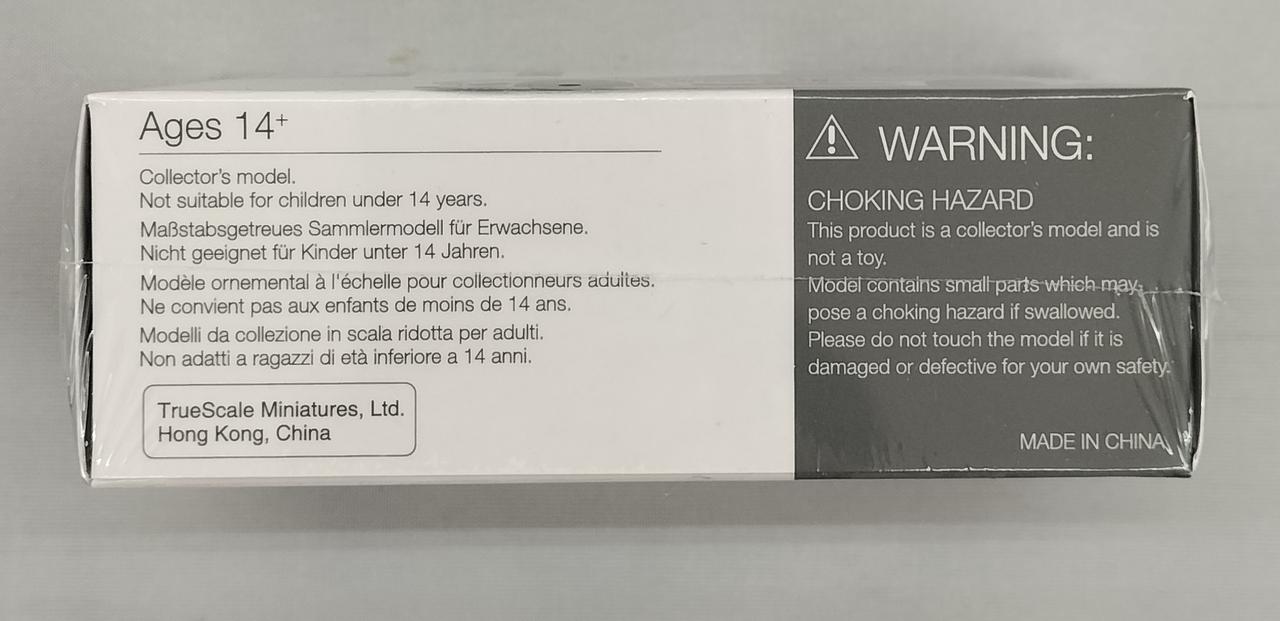 Ages 14+
Collector's model.
Not suitable for children under 14 years.
Maßstabsgetreues Sammlermodell für Erwachsene.
Nicht geeignet für Kinder unter 14 Jahren.
Modèle ornemental à l'échelle pour collectionneurs adultes.
Ne convient pas aux enfants de moins de 14 ans.
Modelli da collezione in scala ridotta per adulti.
Non adatti a ragazzi di età inferiore a 14 anni.
TrueScale Miniatures, Ltd.
Hong Kong, China
WARNING:
CHOKING HAZARD
This product is a collector's model and is
not a toy.
Model contains small parts which may
pose a choking hazard if swallowed.
Please do not touch the model if it is
damaged or defective for your own safety.
MADE IN CHINA